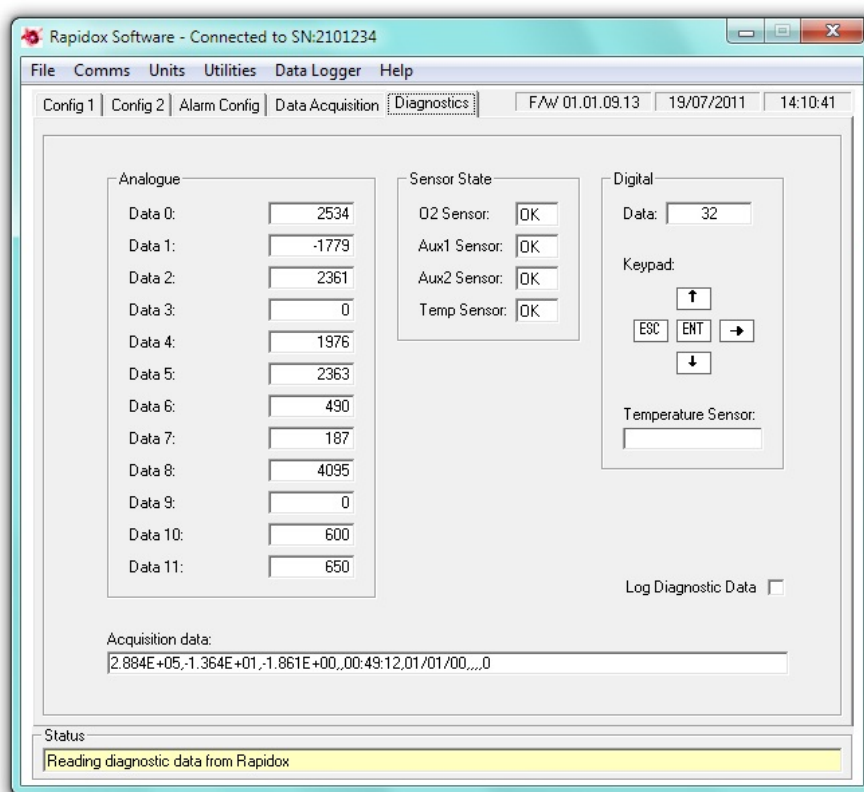 Rapidox Software - Connected to SN:2101234
File Comms Units Utilities Data Logger Help
Config 1 Config 2 Alarm Config Data Acquisition Diagnostics F/W 01.01.09.13 19/07/2011 14:10:41
Analogue
Data 0: 2534
Data 1: -1779
Data 2: 2361
Data 3: 0
Data 4: 1976
Data 5: 2363
Data 6: 490
Data 7: 187
Data 8: 4095
Data 9: 0
Data 10: 600
Data 11: 650
Sensor State
O2 Sensor: OK
Aux1 Sensor: OK
Aux2 Sensor: OK
Temp Sensor: OK
Digital
Data: 32
Keypad:
↑
ESC ENT →
↓
Temperature Sensor:
Log Diagnostic Data
Acquisition data:
2.884E+05,-1.364E+01,-1.861E+00,,00:49:12,01/01/00,,,,0
Status
Reading diagnostic data from Rapidox